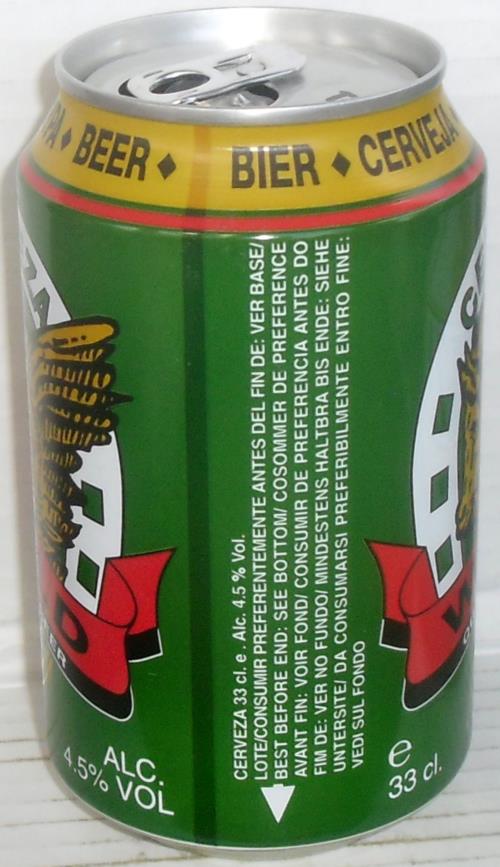 PA ♦ BEER ♦ BIER ♦ CERVEJA
ZA
CERVEZA 33 cl. e . Alc. 4.5 % Vol.
LOTE/CONSUMIR PREFERENTEMENTE ANTES DEL FIN DE: VER BASE/
BEST BEFORE END: SEE BOTTOM/ COSOMMER DE PREFERENCE
AVANT FIN: VOIR FOND/ CONSUMIR DE PREFERENCIA ANTES DO
FIM DE: VER NO FUNDO/ MINDESTENS HALTBRA BIS ENDE: SIEHE
UNTERSITE/ DA CONSUMARSI PREFERIBILMENTE ENTRO FINE:
VEDI SUL FONDO
ALC.
4.5% VOL
e
33 cl.